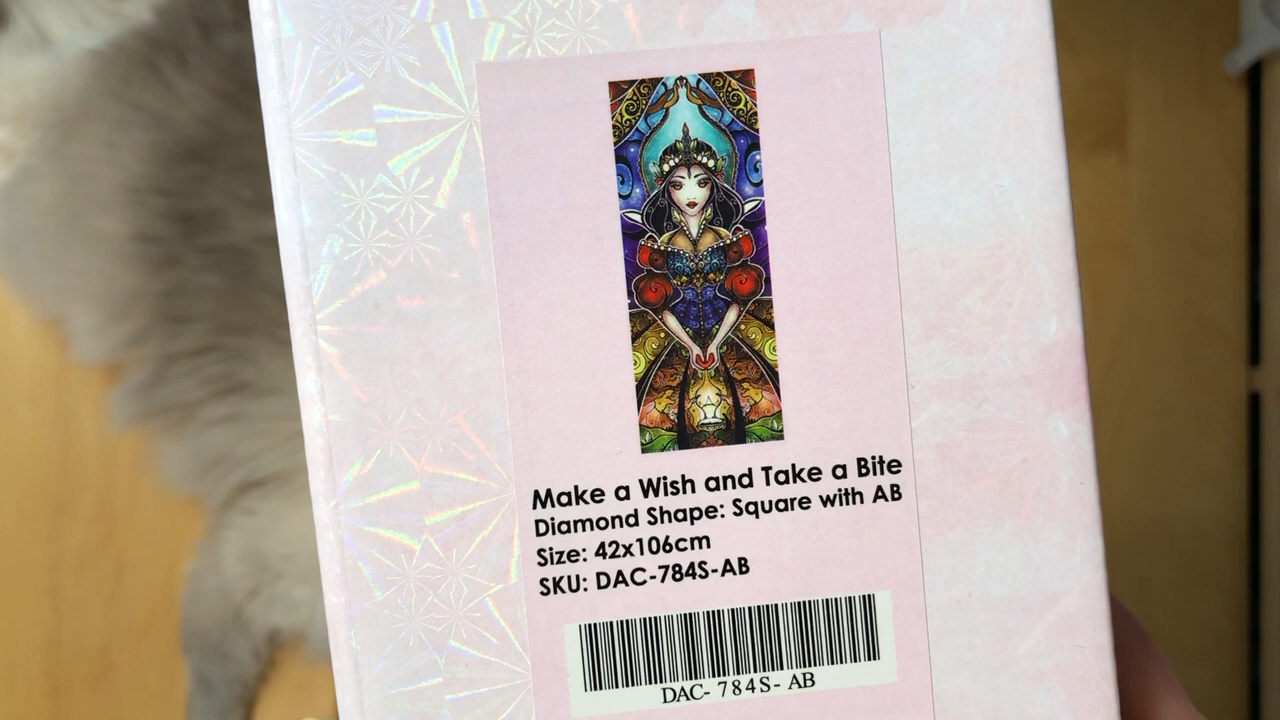 Make a Wish and Take a Bite
Diamond Shape: Square with AB
Size: 42x106cm
SKU: DAC-784S-AB
DAC- 784S- AB